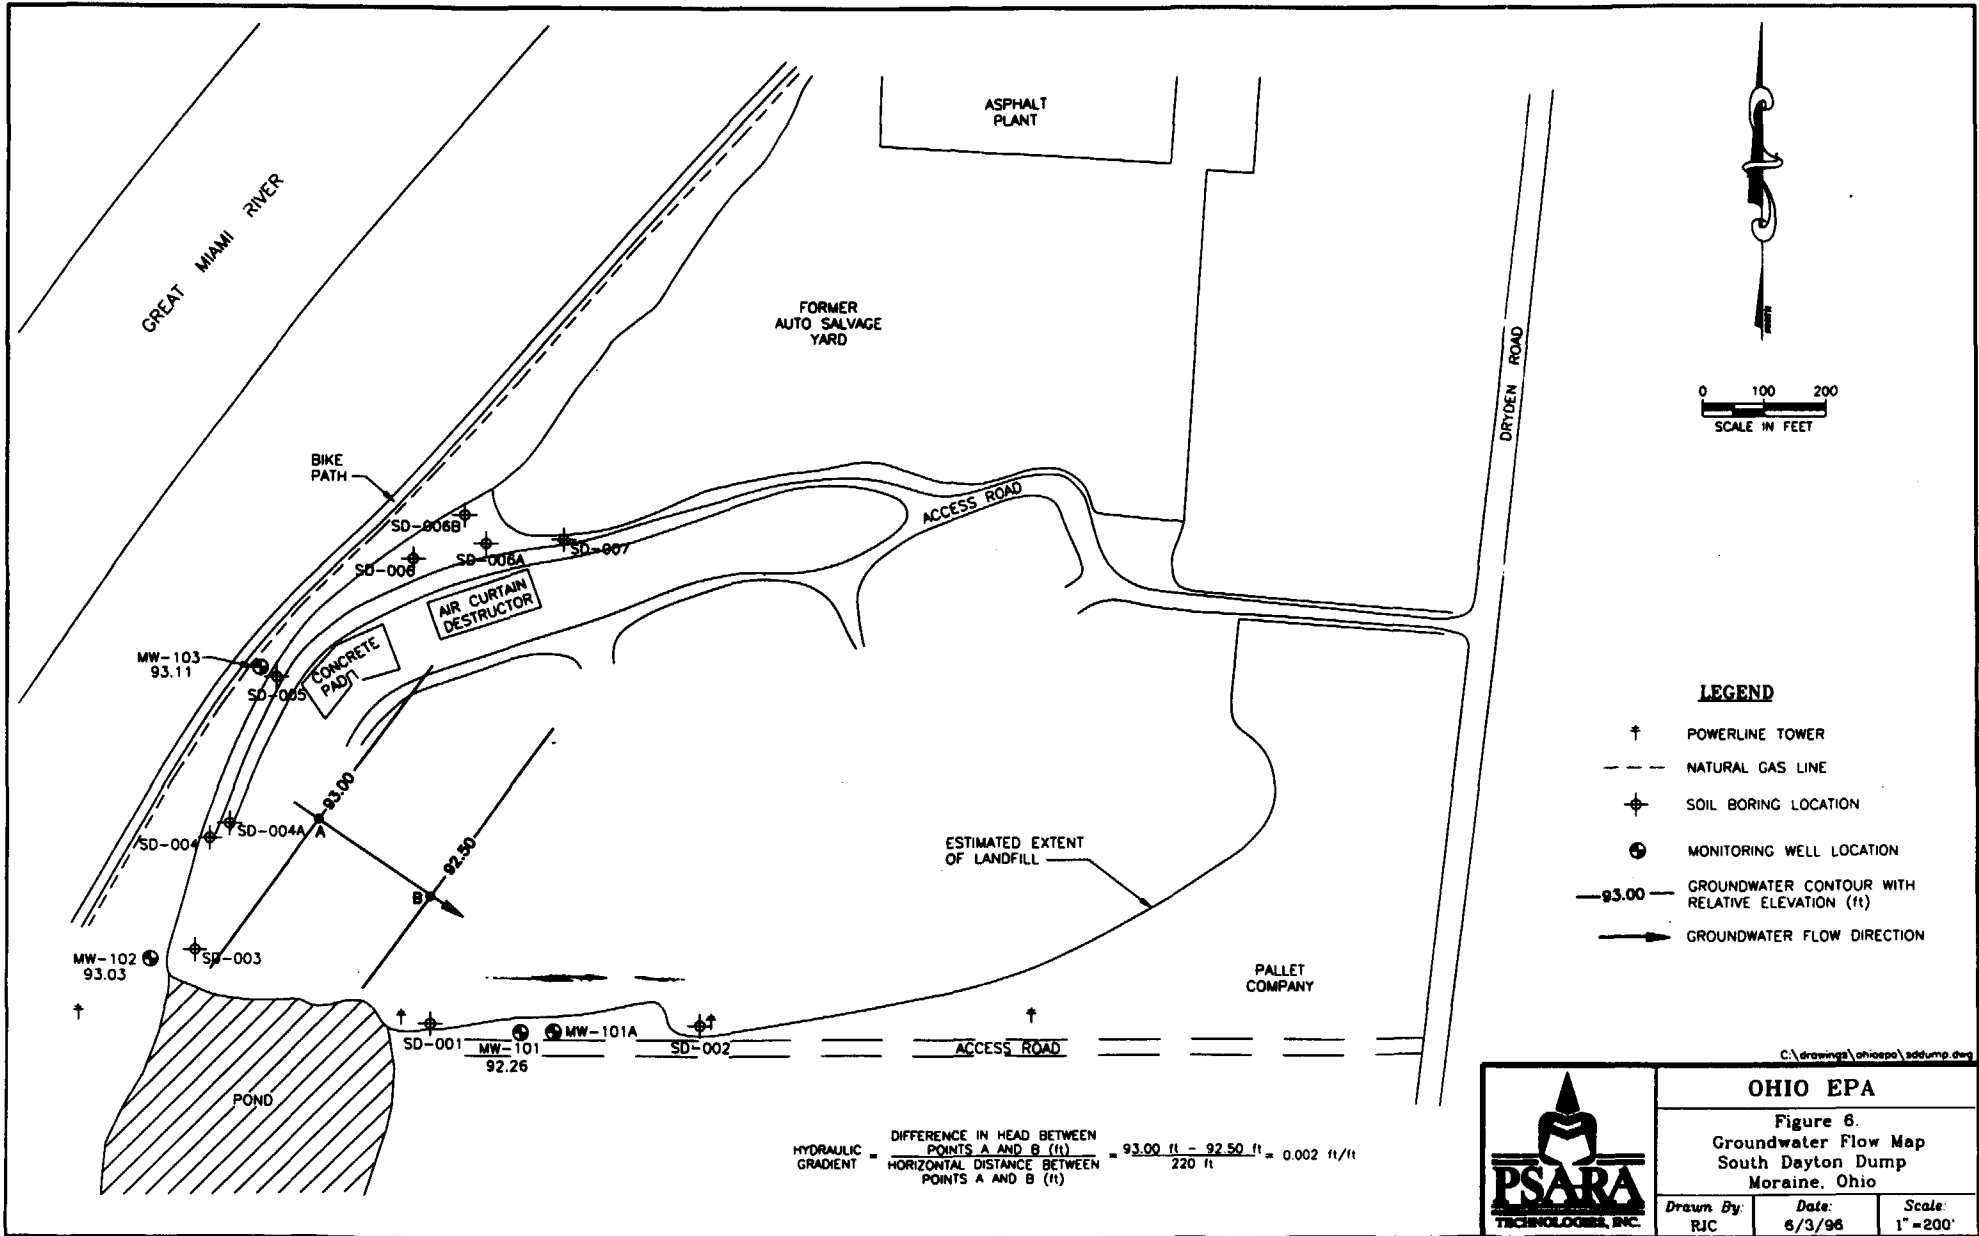 ASPHALT
PLANT
GREAT MIAMI RIVER
FORMER
AUTO SALVAGE
YARD
DRYDEN ROAD
NORTH
0 100 200
SCALE IN FEET
BIKE
PATH
ACCESS ROAD
SD-006B
SD-006A
SD-007
SD-006
AIR CURTAIN
DESTRUCTOR
CONCRETE
PAD
MW-103
93.11
SD-005
93.00
A
SD-004A
SD-004
92.50
B
ESTIMATED EXTENT
OF LANDFILL
LEGEND
POWERLINE TOWER
NATURAL GAS LINE
SOIL BORING LOCATION
MONITORING WELL LOCATION
93.00
GROUNDWATER CONTOUR WITH
RELATIVE ELEVATION (ft)
GROUNDWATER FLOW DIRECTION
MW-102
93.03
SD-003
PALLET
COMPANY
SD-001
MW-101
92.26
MW-101A
SD-002
ACCESS ROAD
POND
HYDRAULIC
GRADIENT
=
DIFFERENCE IN HEAD BETWEEN
POINTS A AND B (ft)
HORIZONTAL DISTANCE BETWEEN
POINTS A AND B (ft)
= 93.00 ft - 92.50 ft = 0.002 ft/ft
220 ft
C:\drawings\ohioepa\sddump.dwg
OHIO EPA
Figure 6.
Groundwater Flow Map
South Dayton Dump
Moraine, Ohio
PSARA
TECHNOLOGIES, INC.
Drawn By:
RJC
Date:
6/3/96
Scale:
1"=200'